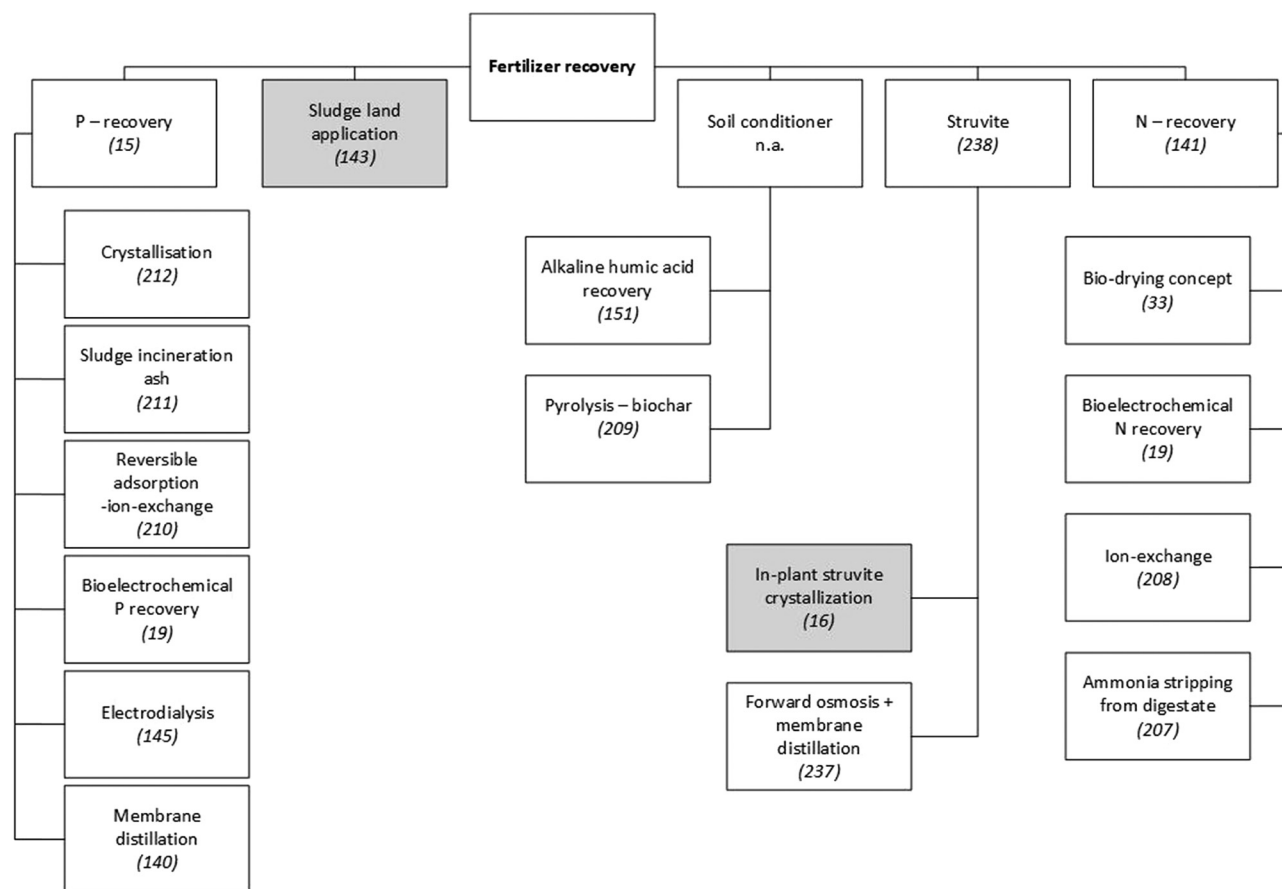 Fertilizer recovery
P – recovery
(15)
Sludge land
application
(143)
Soil conditioner
n.a.
Struvite
(238)
N – recovery
(141)
Crystallisation
(212)
Sludge incineration
ash
(211)
Reversible
adsorption
-ion-exchange
(210)
Bioelectrochemical
P recovery
(19)
Electrodialysis
(145)
Membrane
distillation
(140)
Alkaline humic acid
recovery
(151)
Pyrolysis – biochar
(209)
In-plant struvite
crystallization
(16)
Forward osmosis +
membrane
distillation
(237)
Bio-drying concept
(33)
Bioelectrochemical
N recovery
(19)
Ion-exchange
(208)
Ammonia stripping
from digestate
(207)